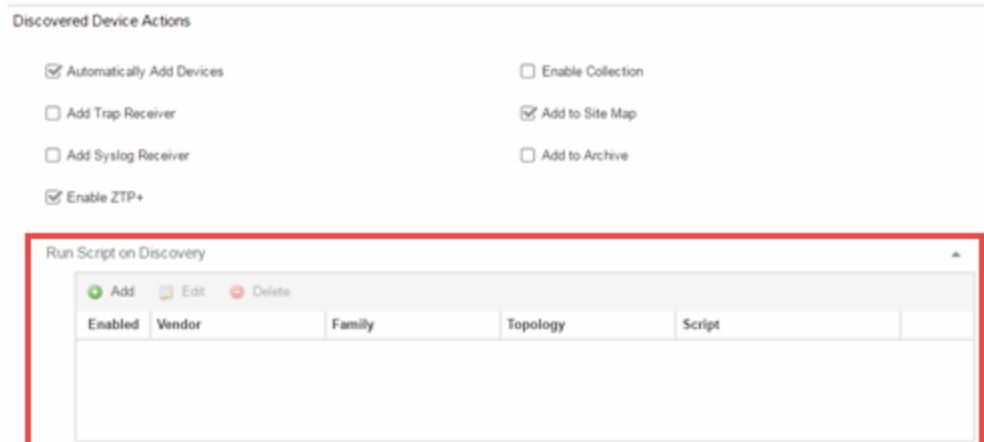 Discovered Device Actions
Automatically Add Devices
Enable Collection
Add Trap Receiver
Add to Site Map
Add Syslog Receiver
Add to Archive
Enable ZTP+
Run Script on Discovery
Add Edit Delete
Enabled Vendor Family Topology Script